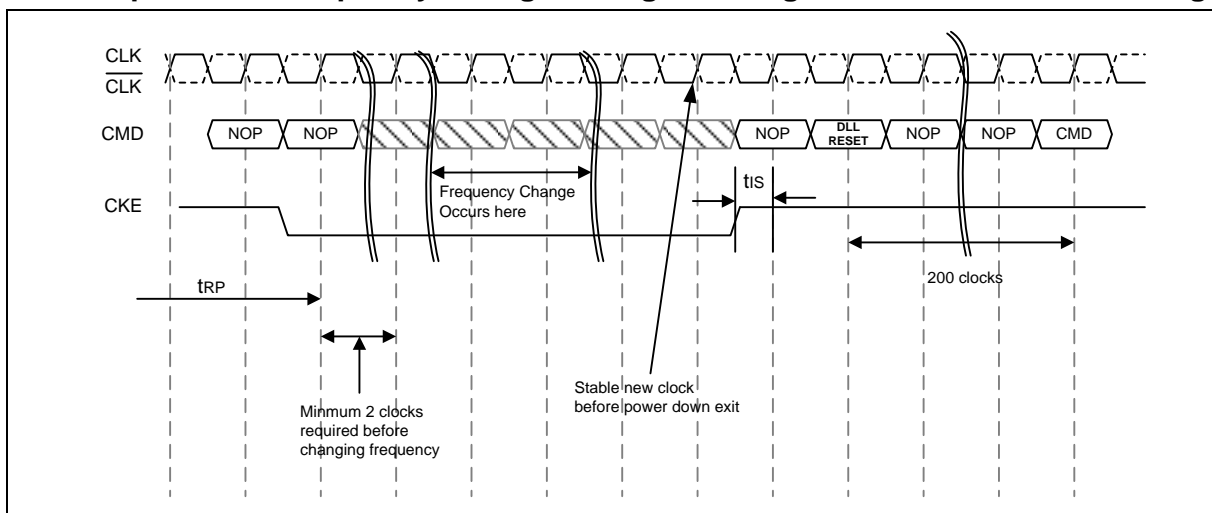 CLK
CLK
CMD
NOP
NOP
NOP
DLL
RESET
NOP
NOP
CMD
CKE
Frequency Change
Occurs here
tIS
tRP
200 clocks
Minmum 2 clocks
required before
changing frequency
Stable new clock
before power down exit